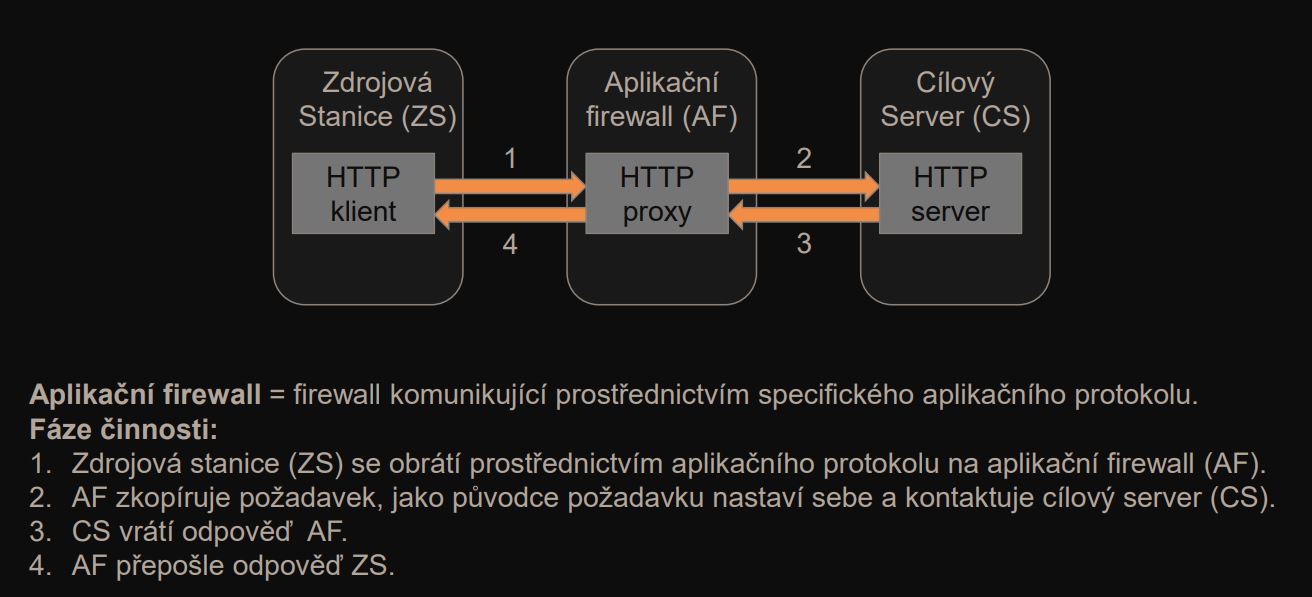 Zdrojová
Stanice (ZS)
Aplikační
firewall (AF)
Cílový
Server (CS)
HTTP
klient
1
4
HTTP
proxy
2
3
HTTP
server
Aplikační firewall = firewall komunikující prostřednictvím specifického aplikačního protokolu.
Fáze činnosti:
1. Zdrojová stanice (ZS) se obrátí prostřednictvím aplikačního protokolu na aplikační firewall (AF).
2. AF zkopíruje požadavek, jako původce požadavku nastaví sebe a kontaktuje cílový server (CS).
3. CS vrátí odpověď AF.
4. AF přepošle odpověď ZS.